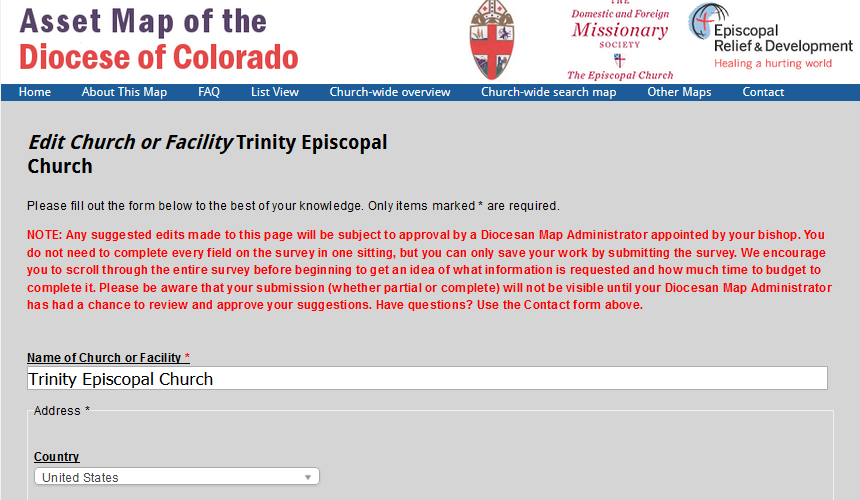 Asset Map of the
Diocese of Colorado
THE
Domestic and Foreign
Missionary
SOCIETY
The Episcopal Church
Episcopal
Relief & Development
Healing a hurting world
Home About This Map FAQ List View Church-wide overview Church-wide search map Other Maps Contact
Edit Church or Facility Trinity Episcopal
Church
Please fill out the form below to the best of your knowledge. Only items marked * are required.
NOTE: Any suggested edits made to this page will be subject to approval by a Diocesan Map Administrator appointed by your bishop. You
do not need to complete every field on the survey in one sitting, but you can only save your work by submitting the survey. We encourage
you to scroll through the entire survey before beginning to get an idea of what information is requested and how much time to budget to
complete it. Please be aware that your submission (whether partial or complete) will not be visible until your Diocesan Map Administrator
has had a chance to review and approve your suggestions. Have questions? Use the Contact form above.
Name of Church or Facility *
Trinity Episcopal Church
Address *
Country
United States